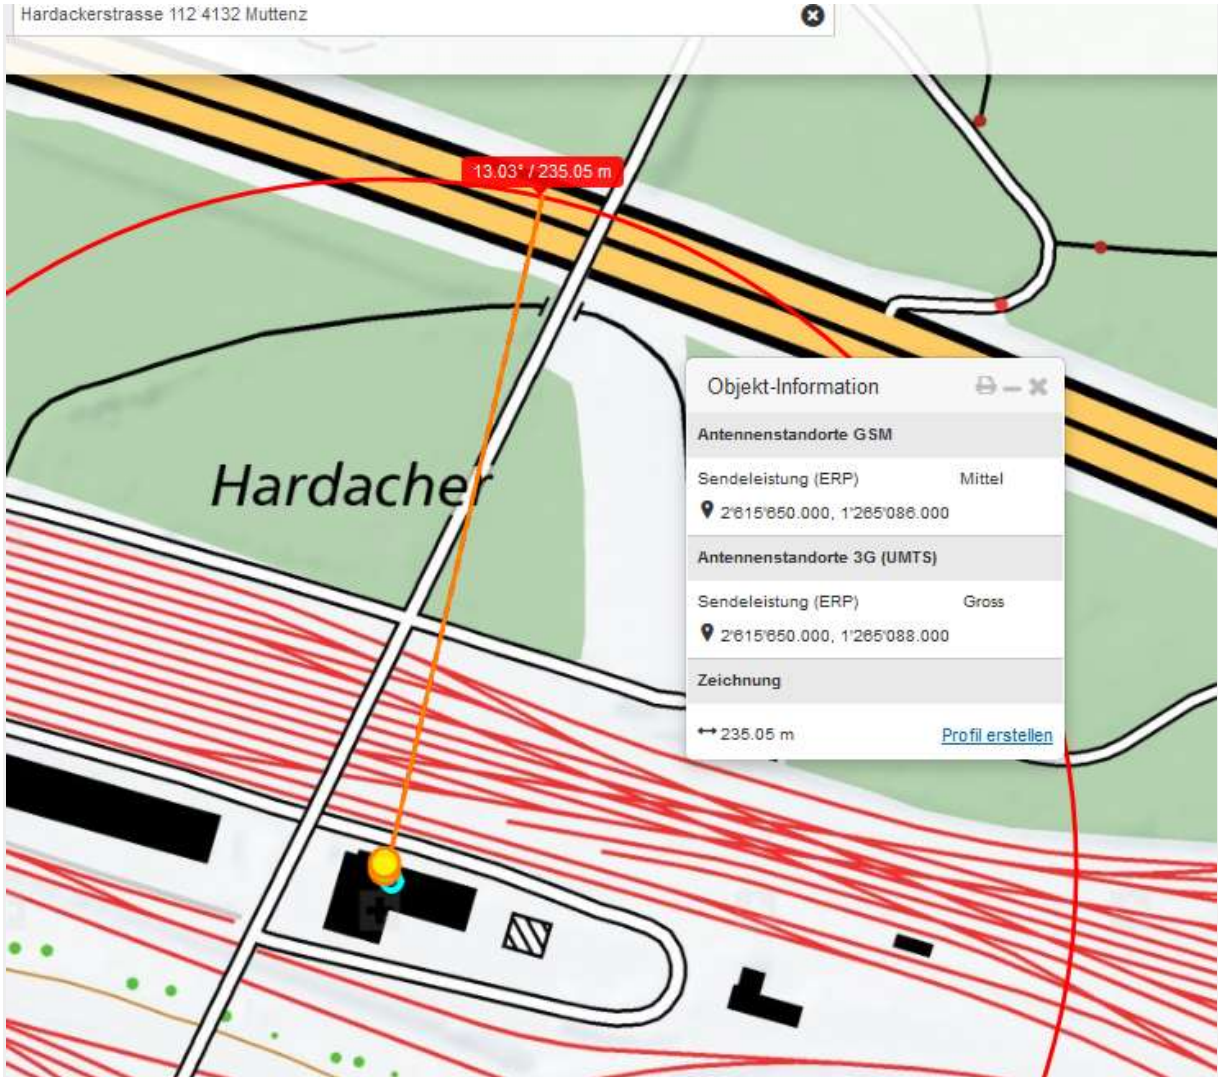 Hardackerstrasse 112 4132 Muttenz
13.03° / 235.05 m
Objekt-Information
Antennenstandorte GSM
Sendeleistung (ERP) Mittel
2'615'650.000, 1'265'086.000
Antennenstandorte 3G (UMTS)
Sendeleistung (ERP) Gross
2'615'650.000, 1'265'088.000
Zeichnung
235.05 m Profil erstellen
Hardacher